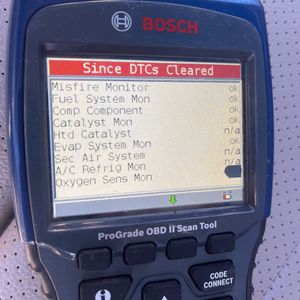 BOSCH
Since DTCs Cleared
Misfire Monitor ok
Fuel System Mon ok
Comp Component ok
Catalyst Mon ok
Htd Catalyst n/a
Evap System Mon ok
Sec Air System n/a
A/C Refrig Mon n/a
Oxygen Sens Mon
ProGrade OBD II Scan Tool
i
CODE
CONNECT